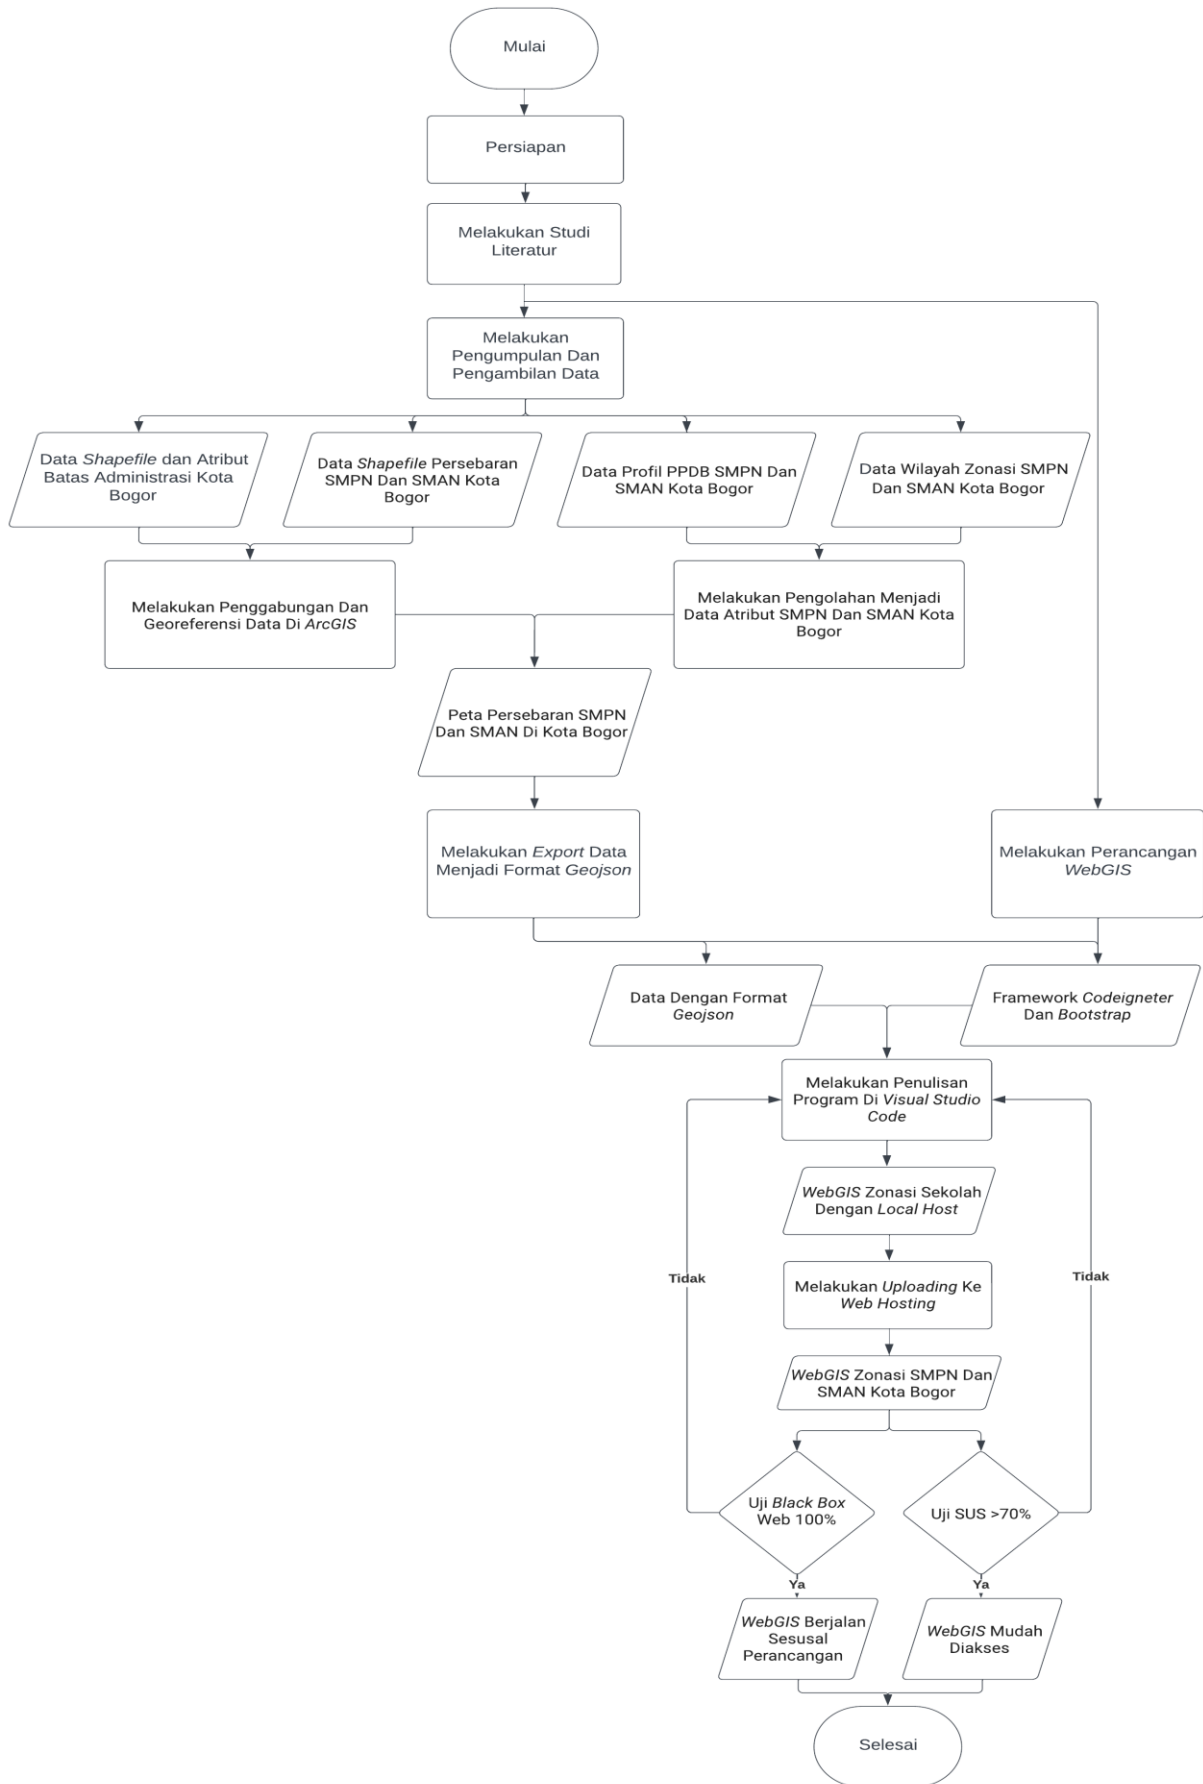 Mulai
Persiapan
Melakukan Studi
Literatur
Melakukan
Pengumpulan Dan
Pengambilan Data
Data Shapefile dan Atribut
Batas Administrasi Kota
Bogor
Data Shapefile Persebaran
SMPN Dan SMAN Kota
Bogor
Data Profil PPDB SMPN Dan
SMAN Kota Bogor
Data Wilayah Zonasi SMPN
Dan SMAN Kota Bogor
Melakukan Penggabungan Dan
Georeferensi Data Di ArcGIS
Melakukan Pengolahan Menjadi
Data Atribut SMPN Dan SMAN Kota
Bogor
Peta Persebaran SMPN
Dan SMAN Di Kota Bogor
Melakukan Export Data
Menjadi Format Geojson
Melakukan Perancangan
WebGIS
Data Dengan Format
Geojson
Framework Codeigneter
Dan Bootstrap
Melakukan Penulisan
Program Di Visual Studio
Code
WebGIS Zonasi Sekolah
Dengan Local Host
Tidak
Tidak
Melakukan Uploading Ke
Web Hosting
WebGIS Zonasi SMPN Dan
SMAN Kota Bogor
Uji Black Box
Web 100%
Uji SUS >70%
Ya
Ya
WebGIS Berjalan
Sesusal
Perancangan
WebGIS Mudah
Diakses
Selesai